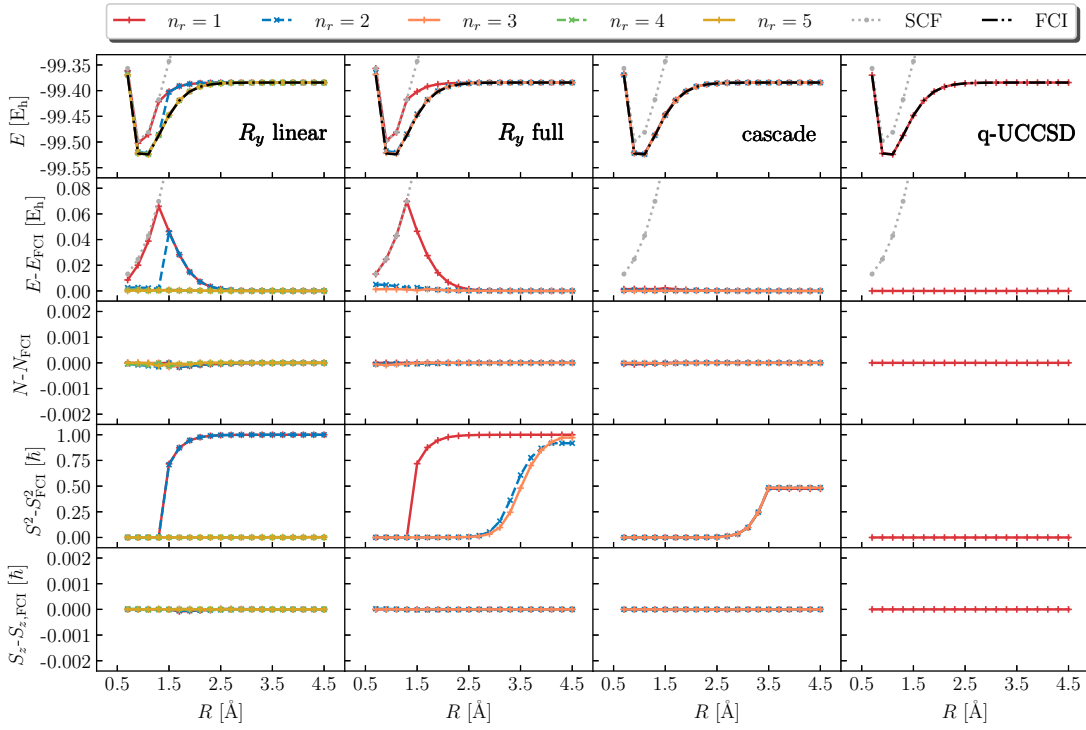 n_r = 1 n_r = 2 n_r = 3 n_r = 4 n_r = 5 SCF FCI
E [E_h]
-99.35
-99.40
-99.45
-99.50
-99.55
R_y linear
R_y full
cascade
q-UCCSD
E-E_FCI [E_h]
0.08
0.06
0.04
0.02
0.00
N-N_FCI
0.002
0.001
0.000
-0.001
-0.002
S²-S²_FCI [ħ]
1.00
0.75
0.50
0.25
0.00
S_z-S_z,FCI [ħ]
0.002
0.001
0.000
-0.001
-0.002
0.5 1.5 2.5 3.5 4.5 0.5 1.5 2.5 3.5 4.5 0.5 1.5 2.5 3.5 4.5 0.5 1.5 2.5 3.5 4.5
R [Å] R [Å] R [Å] R [Å]